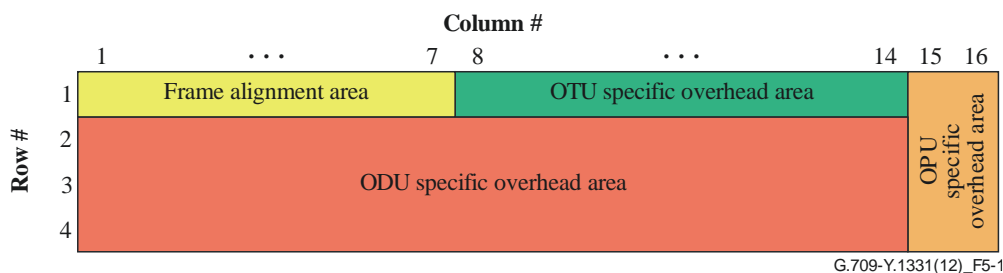 Column #
1 ... 7 8 ... 14 15 16
Row #
1
2
3
4
Frame alignment area
OTU specific overhead area
ODU specific overhead area
OPU
specific
overhead area
G.709-Y.1331(12)_F5-1